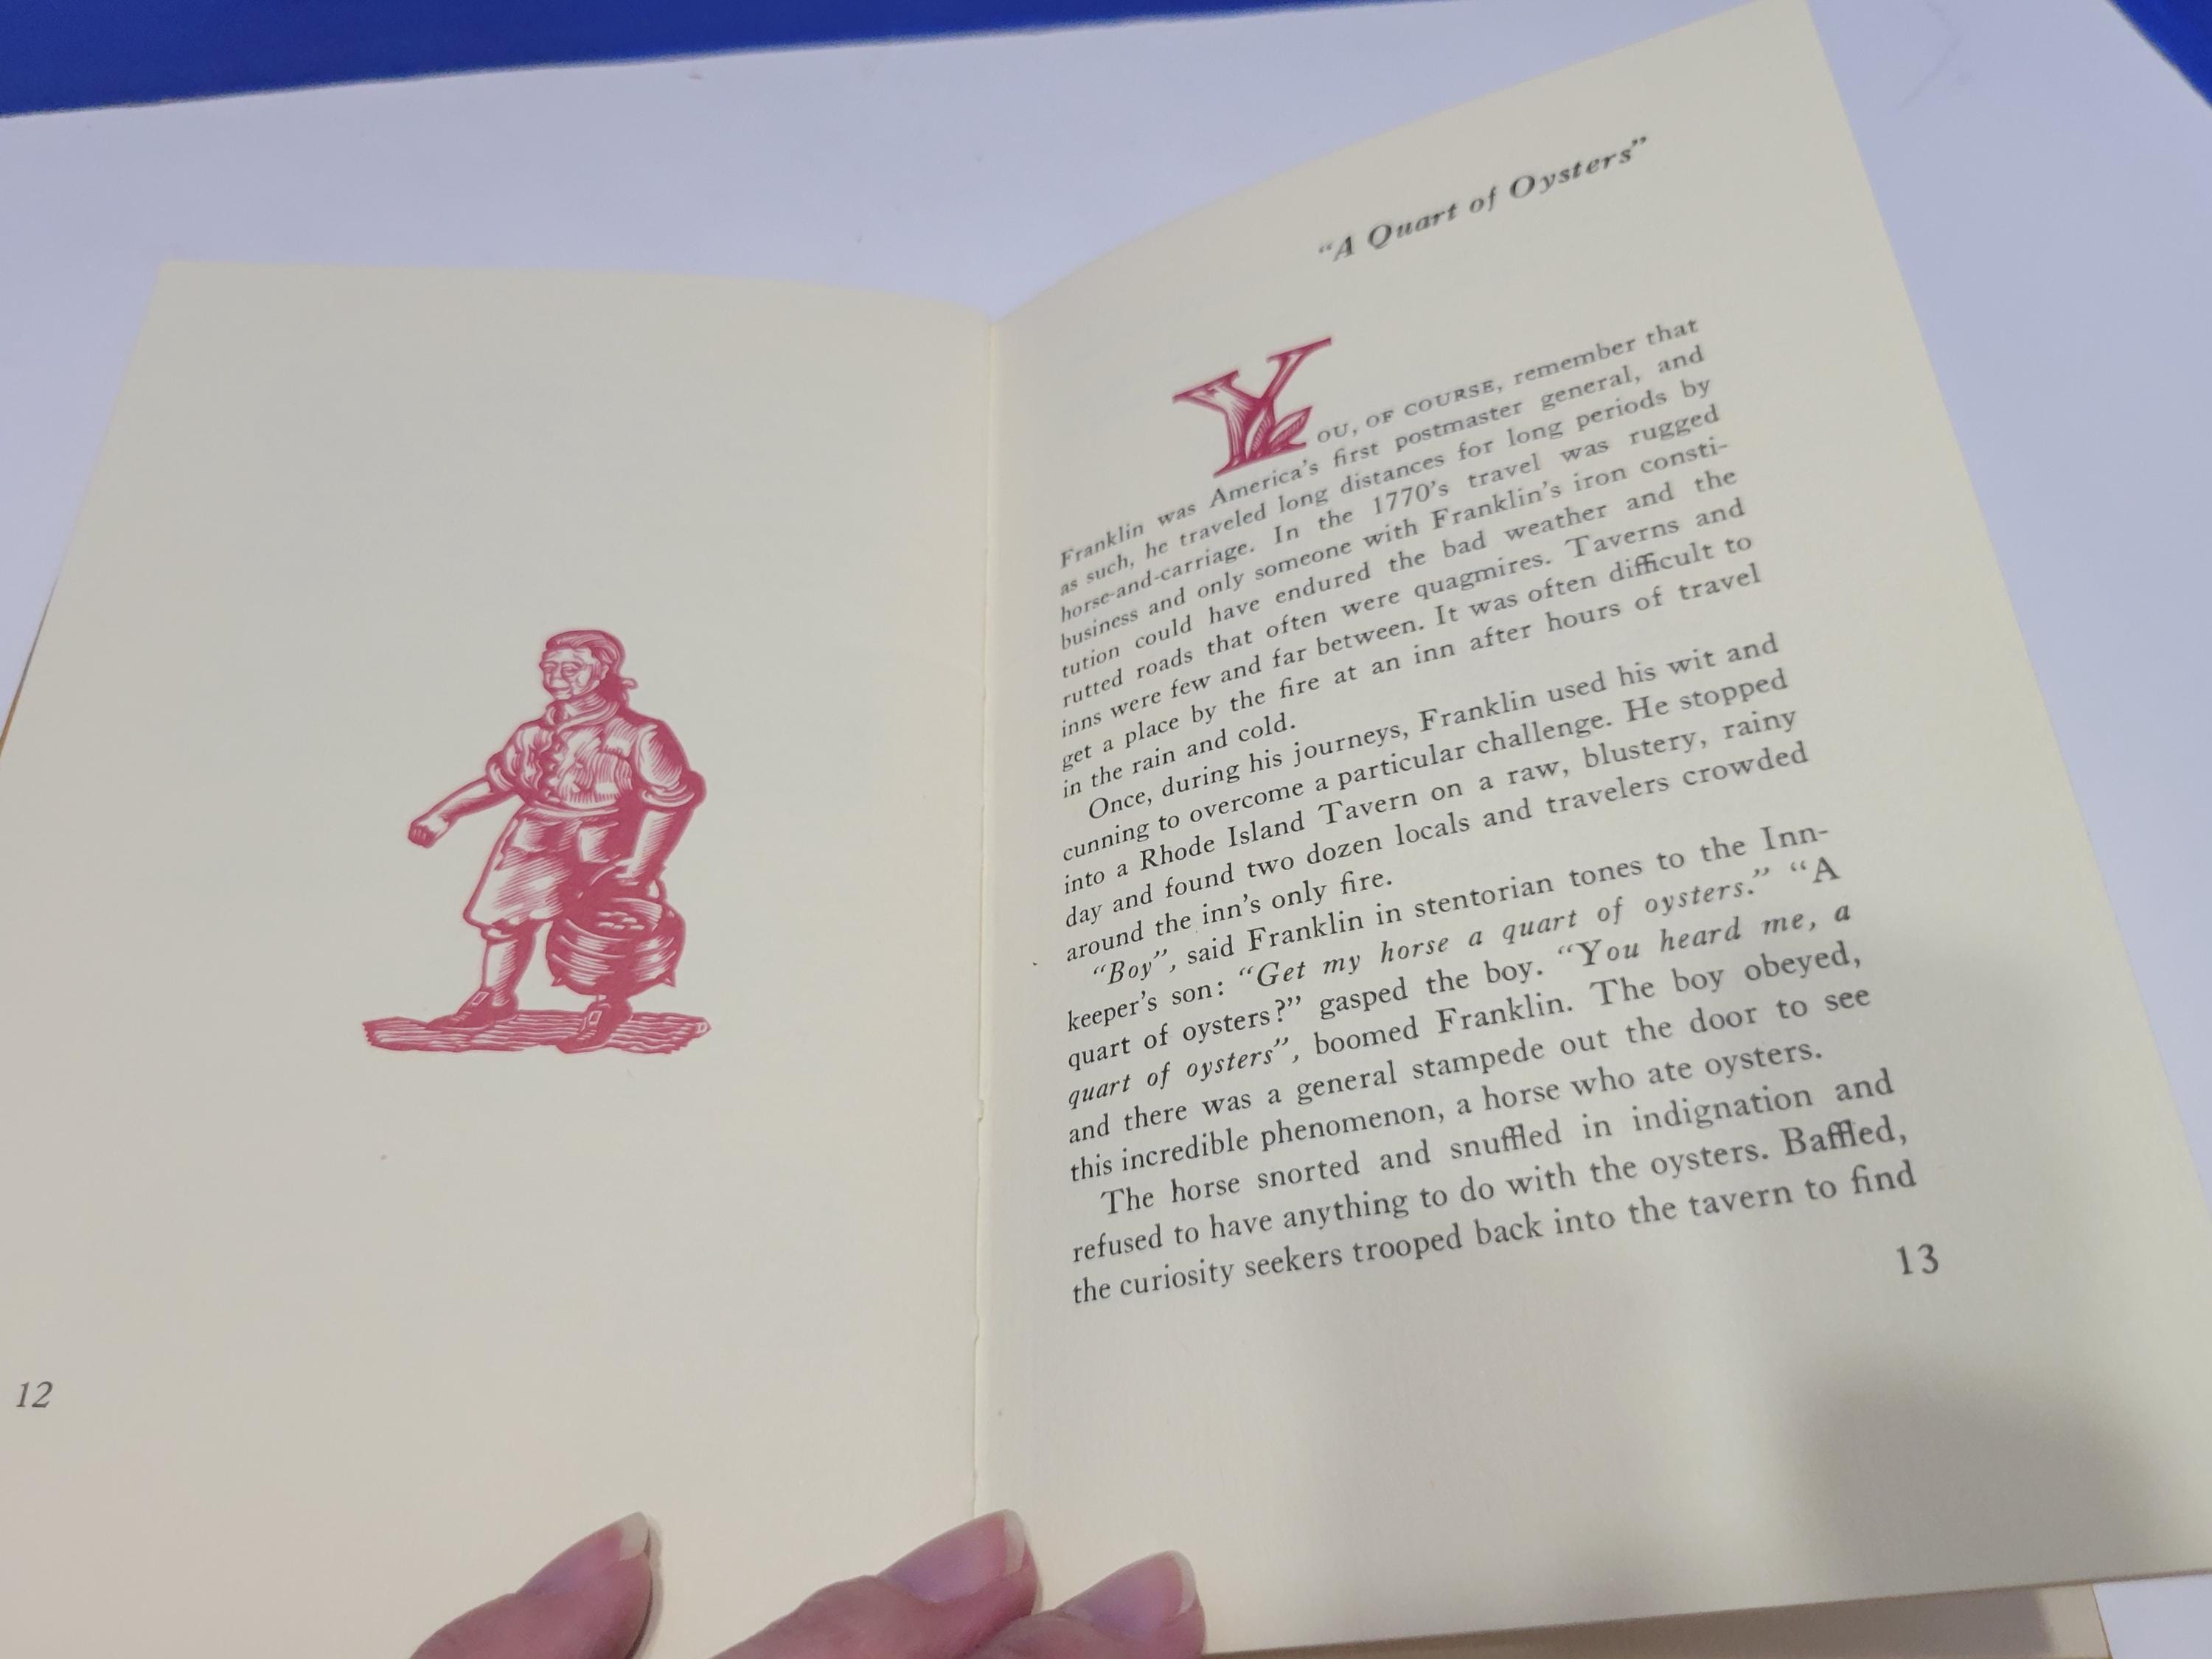 12
"A Quart of Oysters"
YOU, OF COURSE, remember that
Franklin was America's first postmaster general, and
as such, he traveled long distances for long periods by
horse-and-carriage. In the 1770's travel was rugged
business and only someone with Franklin's iron consti-
tution could have endured the bad weather and the
rutted roads that often were quagmires. Taverns and
inns were few and far between. It was often difficult to
get a place by the fire at an inn after hours of travel
in the rain and cold.
Once, during his journeys, Franklin used his wit and
cunning to overcome a particular challenge. He stopped
into a Rhode Island Tavern on a raw, blustery, rainy
day and found two dozen locals and travelers crowded
around the inn's only fire.
"Boy", said Franklin in stentorian tones to the Inn-
keeper's son: "Get my horse a quart of oysters." "A
quart of oysters?" gasped the boy. "You heard me, a
quart of oysters", boomed Franklin. The boy obeyed,
and there was a general stampede out the door to see
this incredible phenomenon, a horse who ate oysters.
The horse snorted and snuffled in indignation and
refused to have anything to do with the oysters. Baffled,
the curiosity seekers trooped back into the tavern to find
13